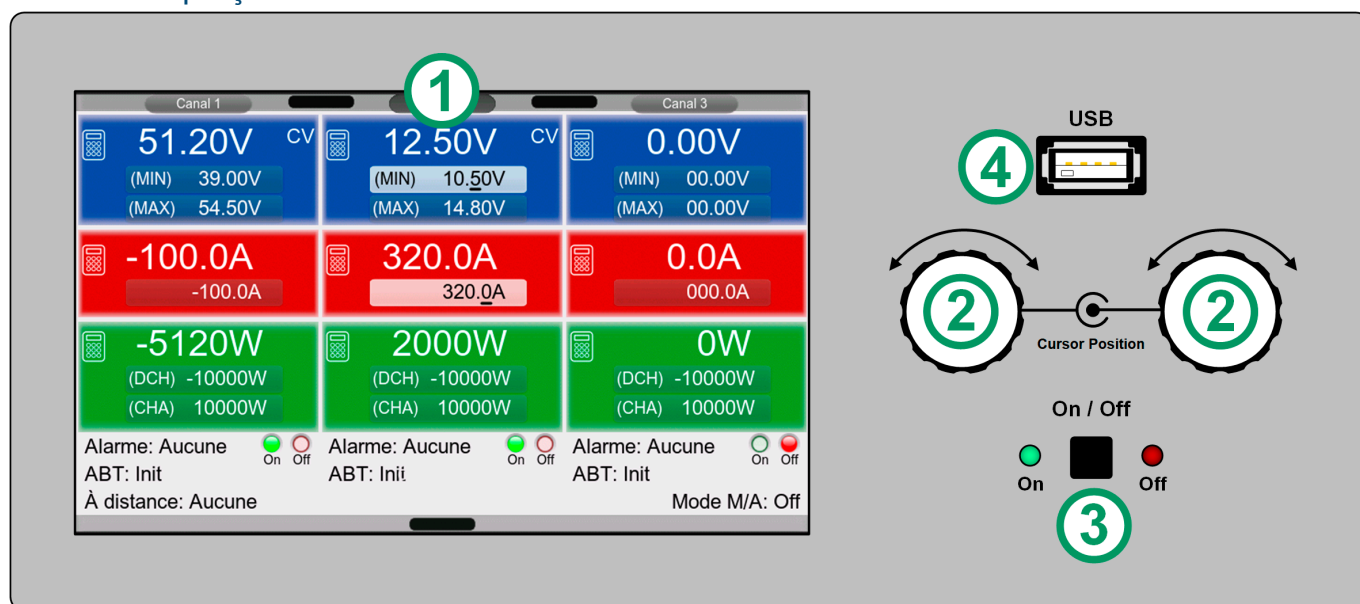 Canal 1
1
Canal 3
51.20V CV
(MIN) 39.00V
(MAX) 54.50V
12.50V CV
(MIN) 10.50V
(MAX) 14.80V
0.00V
(MIN) 00.00V
(MAX) 00.00V
-100.0A
-100.0A
320.0A
320.0A
0.0A
000.0A
-5120W
(DCH) -10000W
(CHA) 10000W
2000W
(DCH) -10000W
(CHA) 10000W
0W
(DCH) -10000W
(CHA) 10000W
Alarme: Aucune On Off
ABT: Init
Alarme: Aucune On Off
ABT: Init
Alarme: Aucune On Off
ABT: Init
À distance: Aucune
Mode M/A: Off
USB
4
2
2
Cursor Position
On / Off
On
Off
3